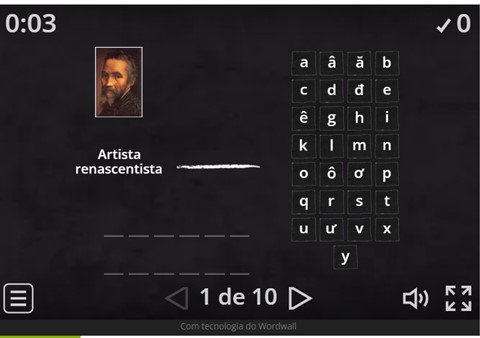 0:03
✓ 0
a â ă b
c d đ e
ê g h i
k l m n
o ô ơ p
q r s t
u ư v x
y
Artista
renascentista
1 de 10
Com tecnologia do Wordwall